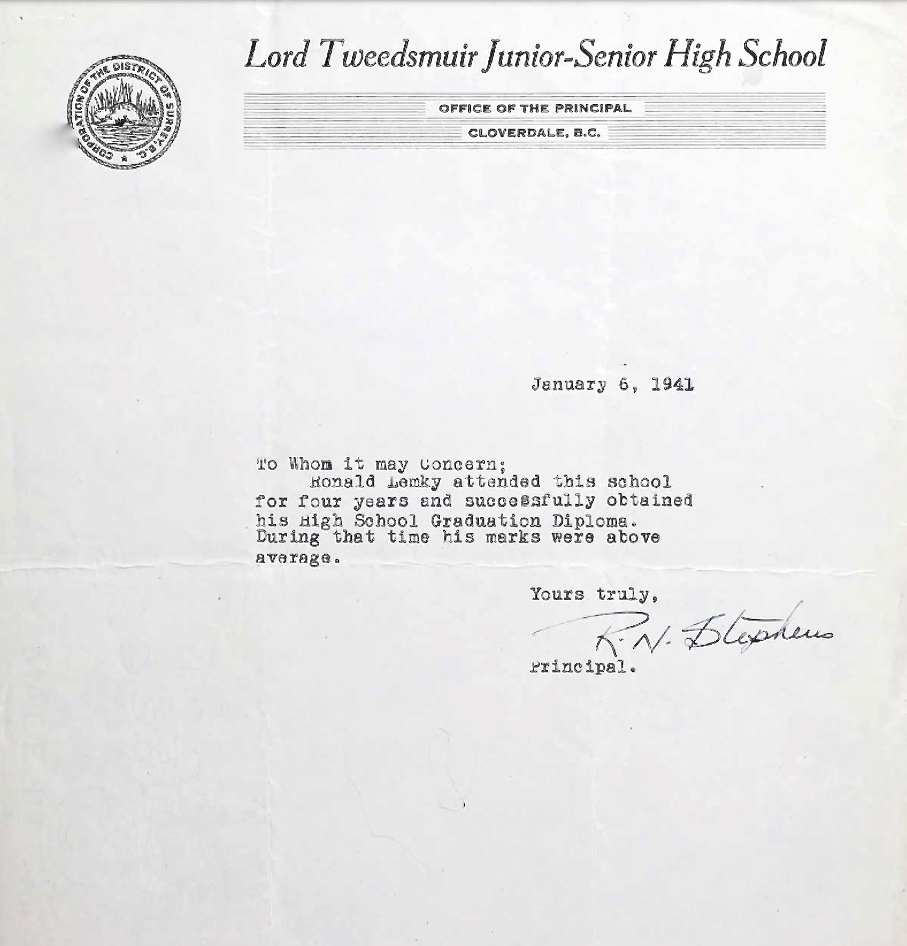 Lord Tweedsmuir Junior-Senior High School
CORPORATION OF THE DISTRICT OF SURREY, B.C.
OFFICE OF THE PRINCIPAL
CLOVERDALE, B.C.
January 6, 1941
To Whom it may Concern;
Ronald Lemky attended this school
for four years and successfully obtained
his High School Graduation Diploma.
During that time his marks were above
average.
Yours truly,
R. N. Stephens
Principal.